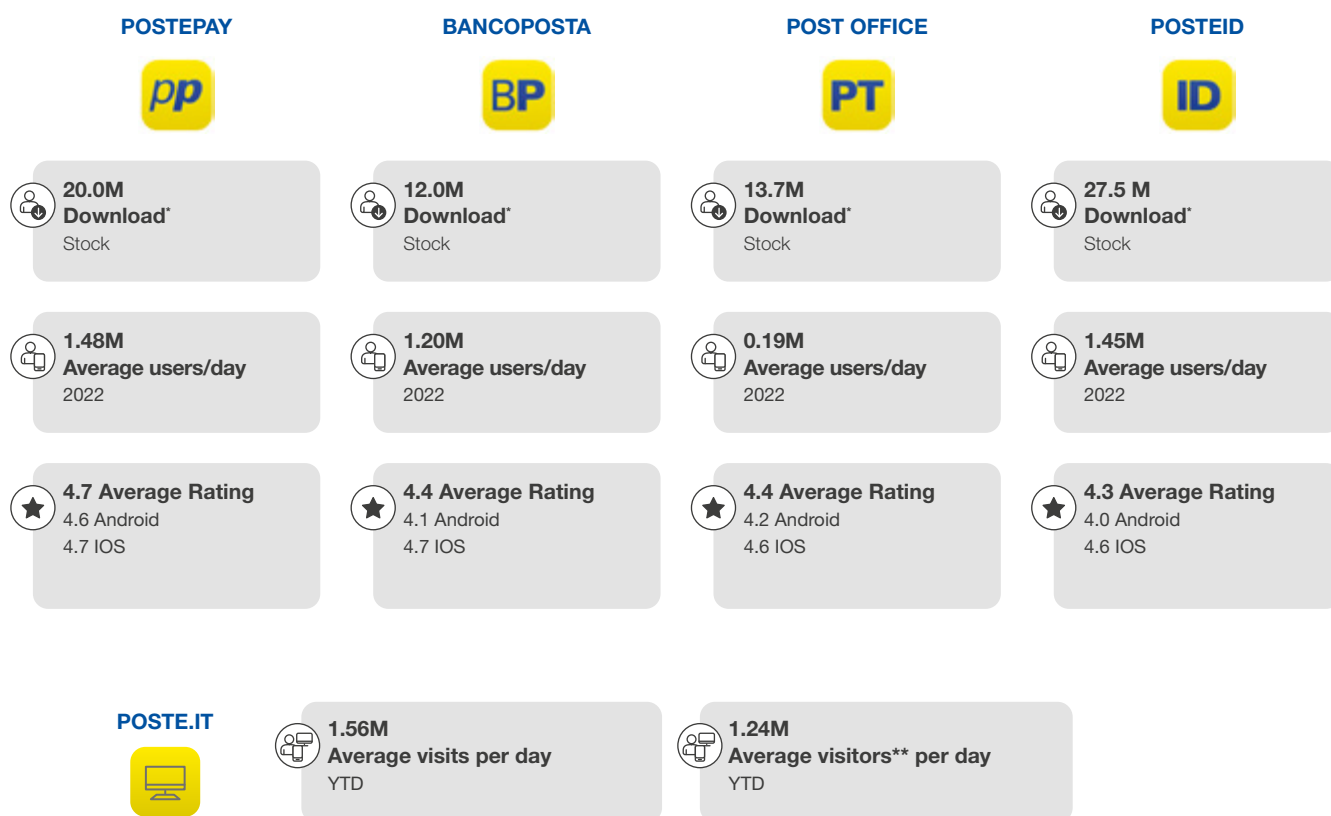 POSTEPAY
BANCOPOSTA
POST OFFICE
POSTEID
pp
BP
PT
ID
20.0M
Download*
Stock
12.0M
Download*
Stock
13.7M
Download*
Stock
27.5 M
Download*
Stock
1.48M
Average users/day
2022
1.20M
Average users/day
2022
0.19M
Average users/day
2022
1.45M
Average users/day
2022
4.7 Average Rating
4.6 Android
4.7 IOS
4.4 Average Rating
4.1 Android
4.7 IOS
4.4 Average Rating
4.2 Android
4.6 IOS
4.3 Average Rating
4.0 Android
4.6 IOS
POSTE.IT
1.56M
Average visits per day
YTD
1.24M
Average visitors** per day
YTD